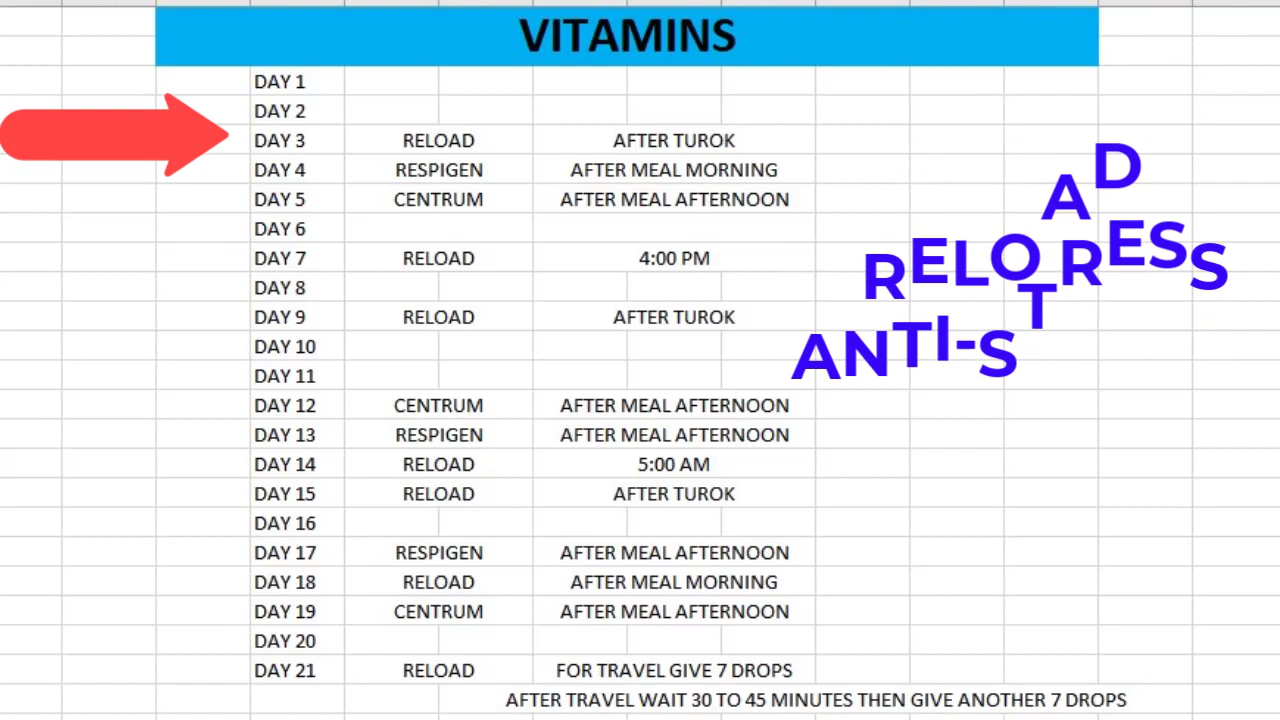 VITAMINS
DAY 1
DAY 2
DAY 3 RELOAD AFTER TUROK
DAY 4 RESPIGEN AFTER MEAL MORNING
DAY 5 CENTRUM AFTER MEAL AFTERNOON
DAY 6
DAY 7 RELOAD 4:00 PM
DAY 8
DAY 9 RELOAD AFTER TUROK
DAY 10
DAY 11
DAY 12 CENTRUM AFTER MEAL AFTERNOON
DAY 13 RESPIGEN AFTER MEAL AFTERNOON
DAY 14 RELOAD 5:00 AM
DAY 15 RELOAD AFTER TUROK
DAY 16
DAY 17 RESPIGEN AFTER MEAL AFTERNOON
DAY 18 RELOAD AFTER MEAL MORNING
DAY 19 CENTRUM AFTER MEAL AFTERNOON
DAY 20
DAY 21 RELOAD FOR TRAVEL GIVE 7 DROPS
AFTER TRAVEL WAIT 30 TO 45 MINUTES THEN GIVE ANOTHER 7 DROPS
RELOAD
ANTI-STRESS